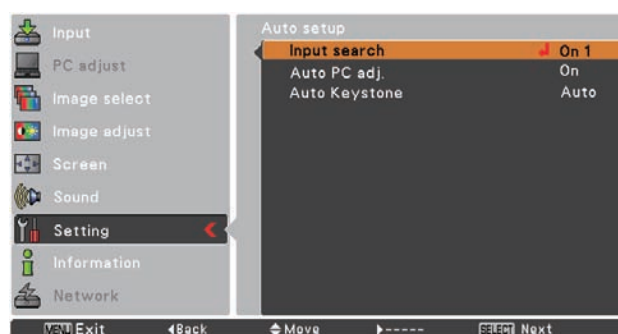 Input
PC adjust
Image select
Image adjust
Screen
Sound
Setting
Information
Network
Auto setup
Input search On 1
Auto PC adj. On
Auto Keystone Auto
MENU Exit ◀Back ◆Move ▶----- SELECT Next